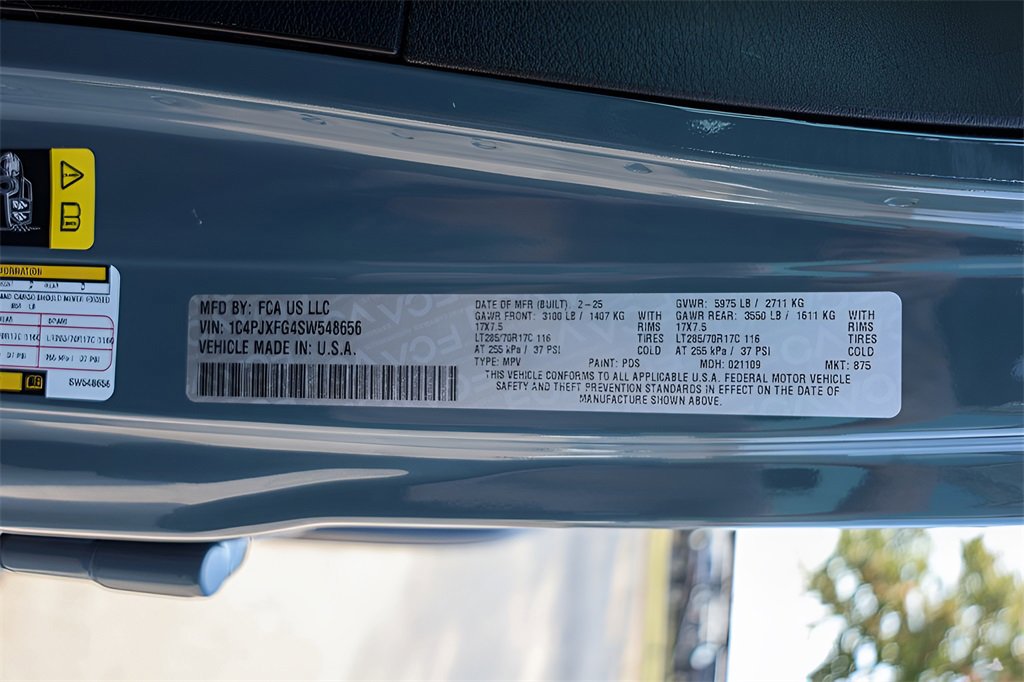 MFD BY: FCA US LLC
VIN: 1C4PJXFG4SW548656
VEHICLE MADE IN: U.S.A.
DATE OF MFR (BUILT). 2-25
GAWR FRONT: 3100 LB / 1407 KG WITH
17X7.5 RIMS
LT285/70R17C 116 TIRES
AT 255 kPa / 37 PSI COLD
TYPE: MPV PAINT: PDS
GVWR: 5975 LB / 2711 KG
GAWR REAR: 3550 LB / 1611 KG WITH
17X7.5 RIMS
LT285/70R17C 116 TIRES
AT 255 kPa / 37 PSI COLD
MDH: 021109 MKT: 875
THIS VEHICLE CONFORMS TO ALL APPLICABLE U.S.A. FEDERAL MOTOR VEHICLE
SAFETY AND THEFT PREVENTION STANDARDS IN EFFECT ON THE DATE OF
MANUFACTURE SHOWN ABOVE.
SW548656